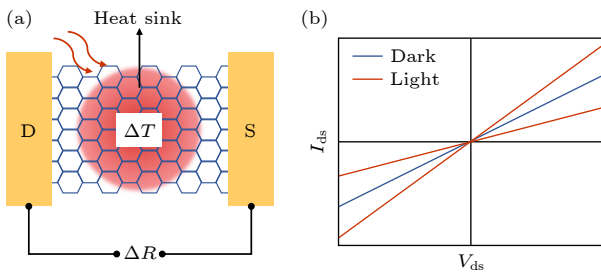 (a)
Heat sink
D
ΔT
S
ΔR
(b)
Dark
Light
I_ds
V_ds